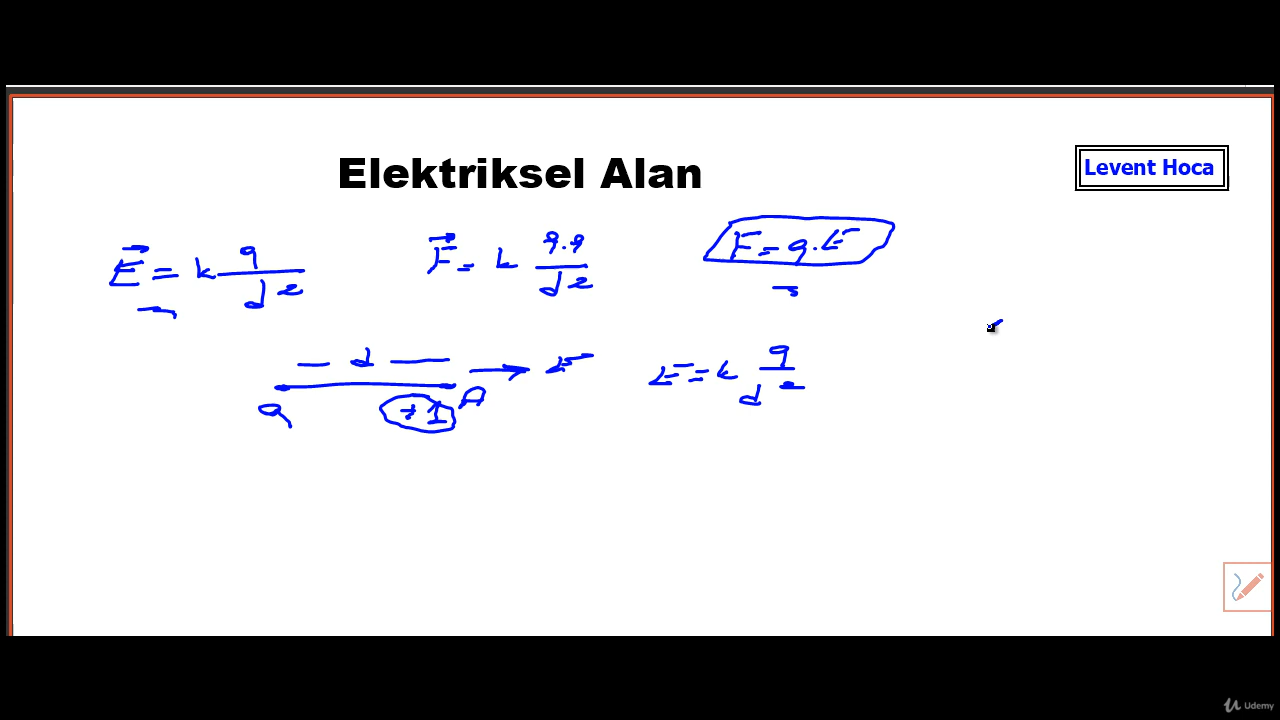 Elektriksel Alan
Levent Hoca
E = k q / d²
F = k q.q / d²
F = q.E
d
E
q
+1
A
E = k q / d²
Udemy